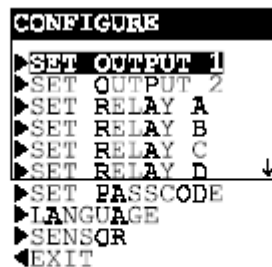 CONFIGURE
▶SET OUTPUT 1
▶SET OUTPUT 2
▶SET RELAY A
▶SET RELAY B
▶SET RELAY C
▶SET RELAY D ↓
▶SET PASSCODE
▶LANGUAGE
▶SENSOR
◀EXIT